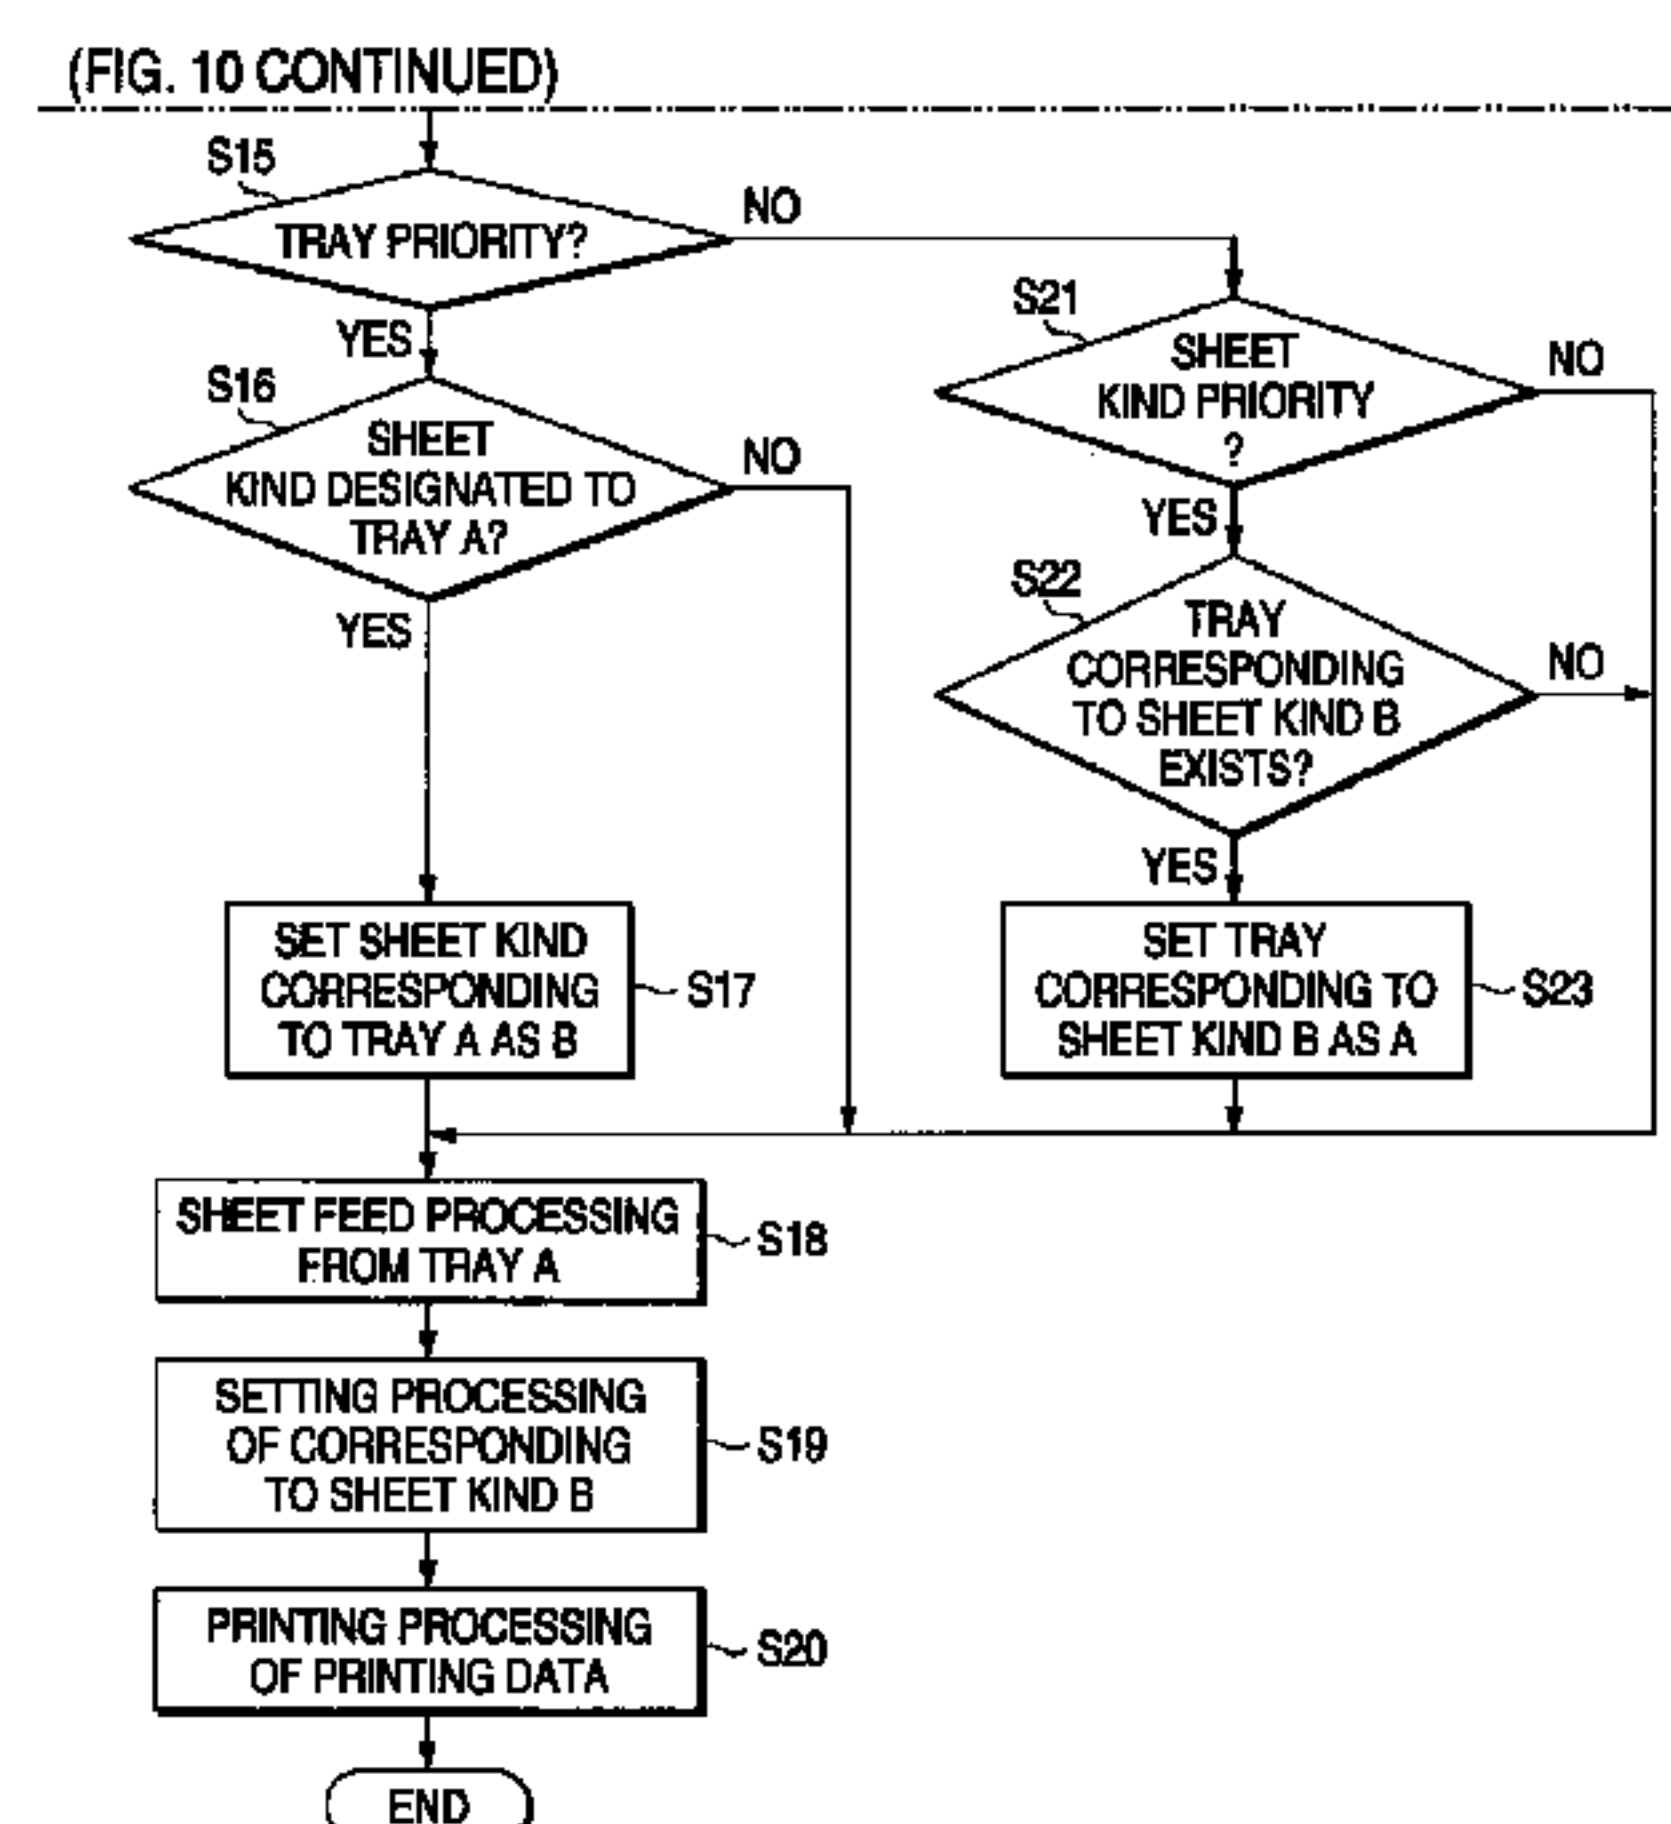 (FIG. 10 CONTINUED)
S15
TRAY PRIORITY?
NO
YES
S16
SHEET
KIND DESIGNATED TO
TRAY A?
NO
YES
S21
SHEET
KIND PRIORITY
?
NO
YES
S22
TRAY
CORRESPONDING
TO SHEET KIND B
EXISTS?
NO
YES
SET SHEET KIND
CORRESPONDING
TO TRAY A AS B
S17
SET TRAY
CORRESPONDING TO
SHEET KIND B AS A
S23
SHEET FEED PROCESSING
FROM TRAY A
S18
SETTING PROCESSING
OF CORRESPONDING
TO SHEET KIND B
S19
PRINTING PROCESSING
OF PRINTING DATA
S20
END